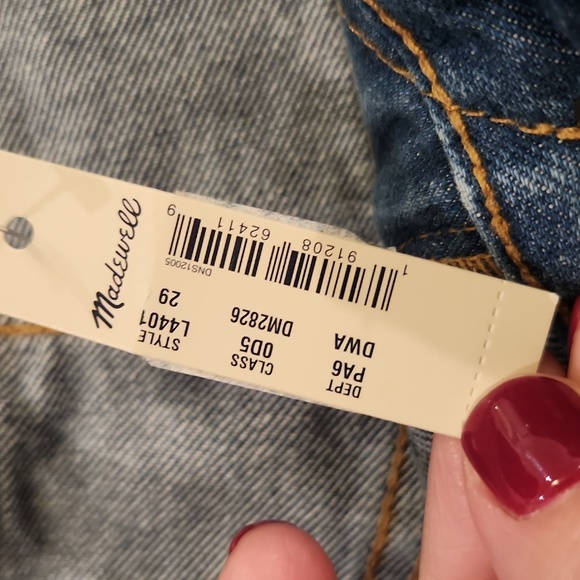 Madewell
DEPT CLASS STYLE
PA6 0D5 L4401
DWA DM2826 29
DNS12005
1 91208 62411 9